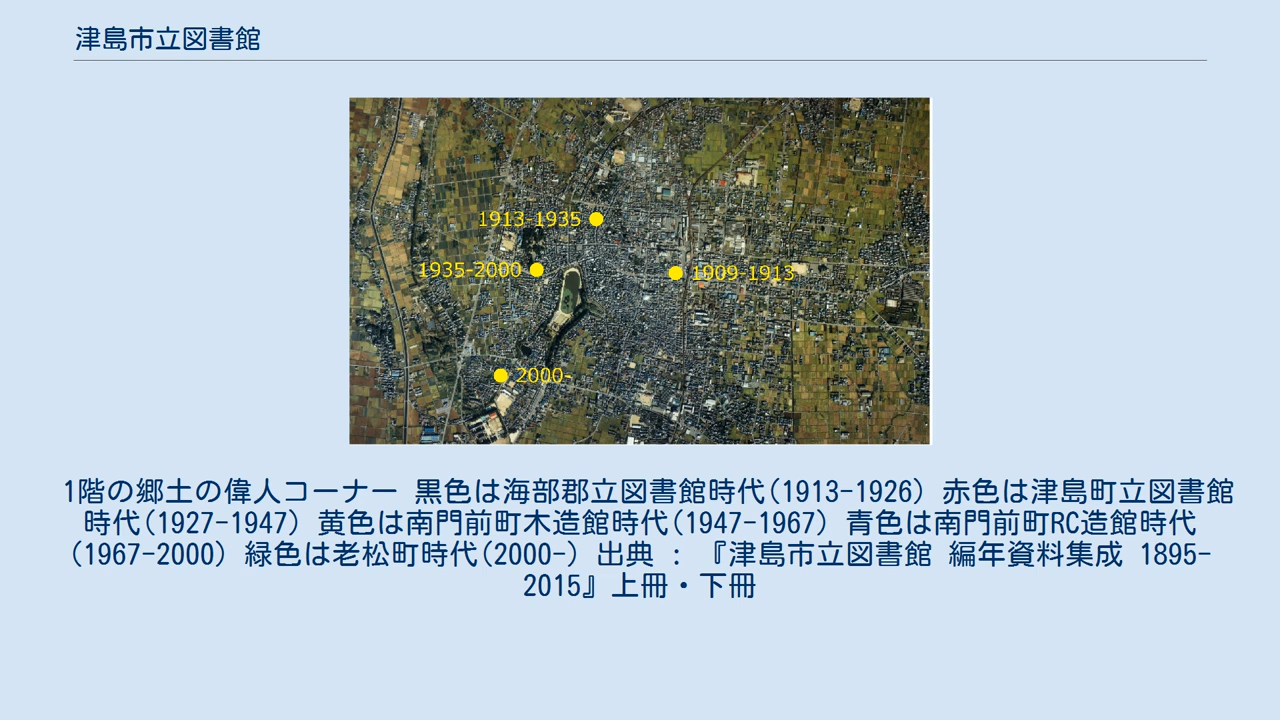 津島市立図書館
1913-1935
1935-2000
1909-1913
2000-
1階の郷土の偉人コーナー 黒色は海部郡立図書館時代(1913-1926) 赤色は津島町立図書館
時代(1927-1947) 黄色は南門前町木造館時代(1947-1967) 青色は南門前町RC造館時代
(1967-2000) 緑色は老松町時代(2000-) 出典 : 『津島市立図書館 編年資料集成 1895-
2015』上冊・下冊